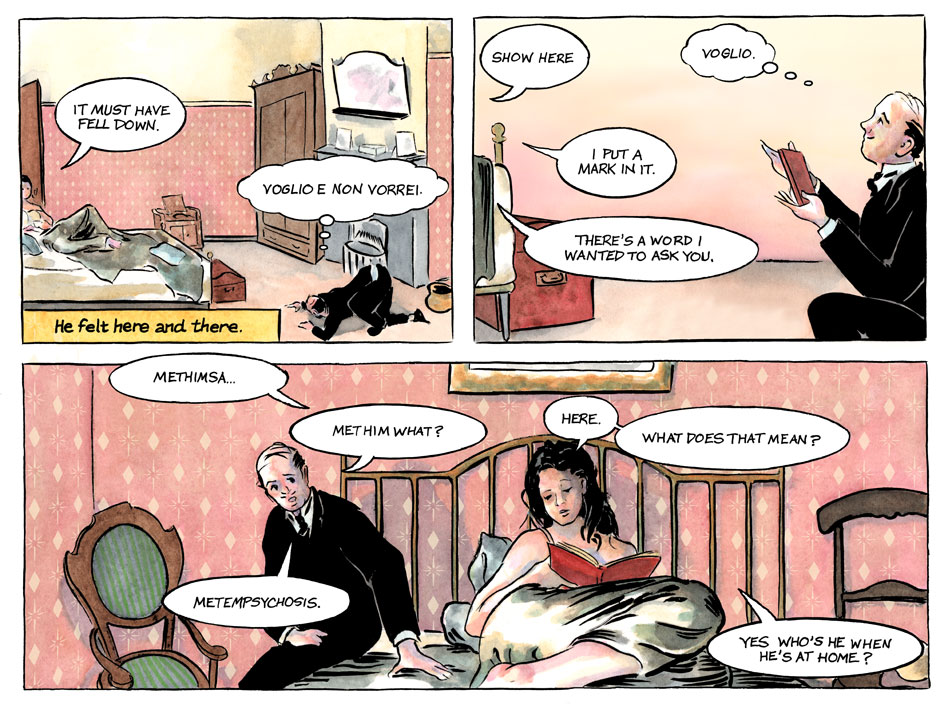 IT MUST HAVE
FELL DOWN.
VOGLIO E NON VORREI.
He felt here and there.
SHOW HERE
VOGLIO.
I PUT A
MARK IN IT.
THERE'S A WORD I
WANTED TO ASK YOU.
METHIMSA...
METHIM WHAT?
HERE.
WHAT DOES THAT MEAN?
METEMPSYCHOSIS.
YES WHO'S HE WHEN
HE'S AT HOME?